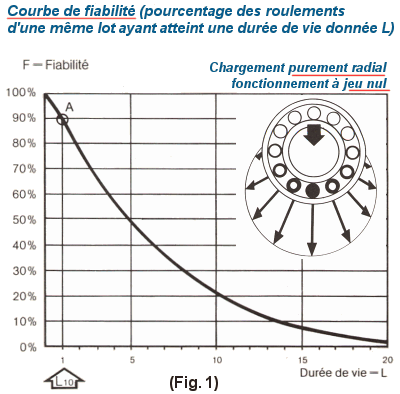 Courbe de fiabilité (pourcentage des roulements
d'une même lot ayant atteint une durée de vie donnée L)
F – Fiabilité
Chargement purement radial
fonctionnement à jeu nul
100%
90%
80%
70%
60%
50%
40%
30%
20%
10%
0%
A
1
5
10
15
20
L10
Durée de vie – L
(Fig. 1)